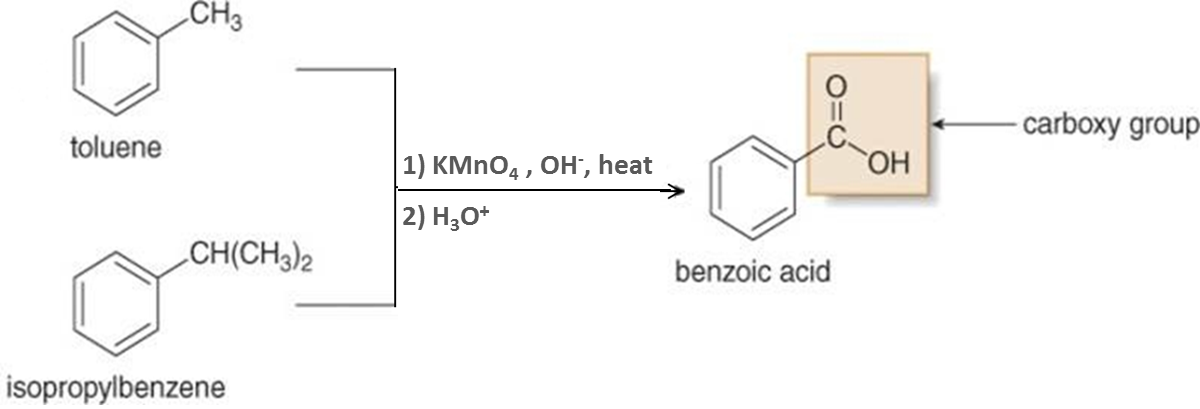 CH₃
toluene
1) KMnO₄ , OH⁻, heat
2) H₃O⁺
CH(CH₃)₂
isopropylbenzene
O
C
OH
carboxy group
benzoic acid